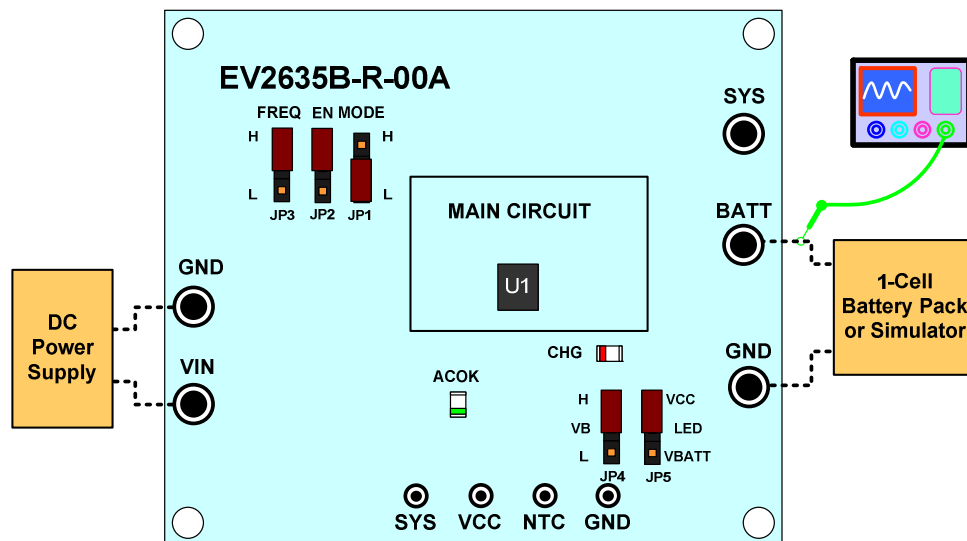 EV2635B-R-00A
FREQ EN MODE
H H
L L
JP3 JP2 JP1
SYS
MAIN CIRCUIT
BATT
U1
GND
DC
Power
Supply
VIN
1-Cell
Battery Pack
or Simulator
GND
CHG
ACOK
H VCC
VB LED
L VBATT
JP4 JP5
SYS VCC NTC GND